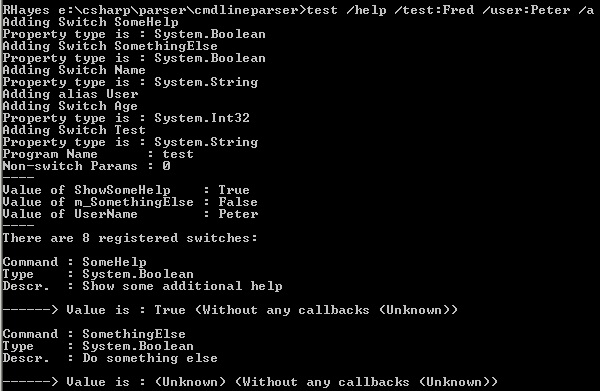 RHayes e:\csharp\parser\cmdlineparser>test /help /test:Fred /user:Peter /a
Adding Switch SomeHelp
Property type is : System.Boolean
Adding Switch SomethingElse
Property type is : System.Boolean
Adding Switch Name
Property type is : System.String
Adding alias User
Adding Switch Age
Property type is : System.Int32
Adding Switch Test
Property type is : System.String
Program Name      : test
Non-switch Params : 0
----
Value of ShowSomeHelp    : True
Value of m_SomethingElse : False
Value of UserName        : Peter
----
There are 8 registered switches:
Command : SomeHelp
Type    : System.Boolean
Descr.  : Show some additional help
------> Value is : True (Without any callbacks (Unknown))
Command : SomethingElse
Type    : System.Boolean
Descr.  : Do something else
------> Value is : (Unknown) (Without any callbacks (Unknown))